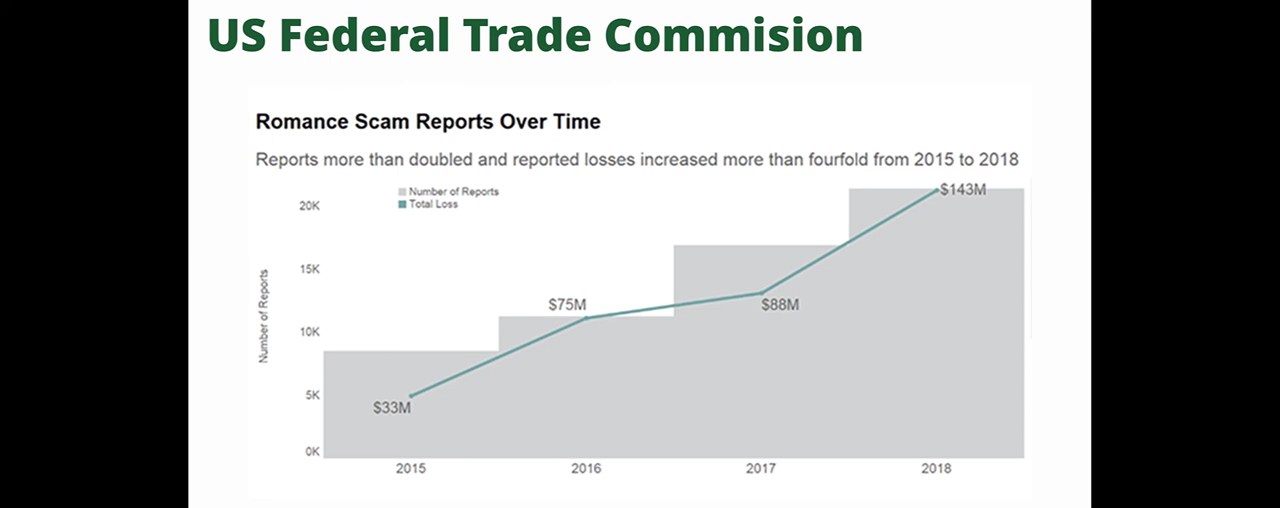 US Federal Trade Commision
Romance Scam Reports Over Time
Reports more than doubled and reported losses increased more than fourfold from 2015 to 2018
Number of Reports
Total Loss
20K
15K
10K
5K
0K
Number of Reports
$33M
$75M
$88M
$143M
2015 2016 2017 2018